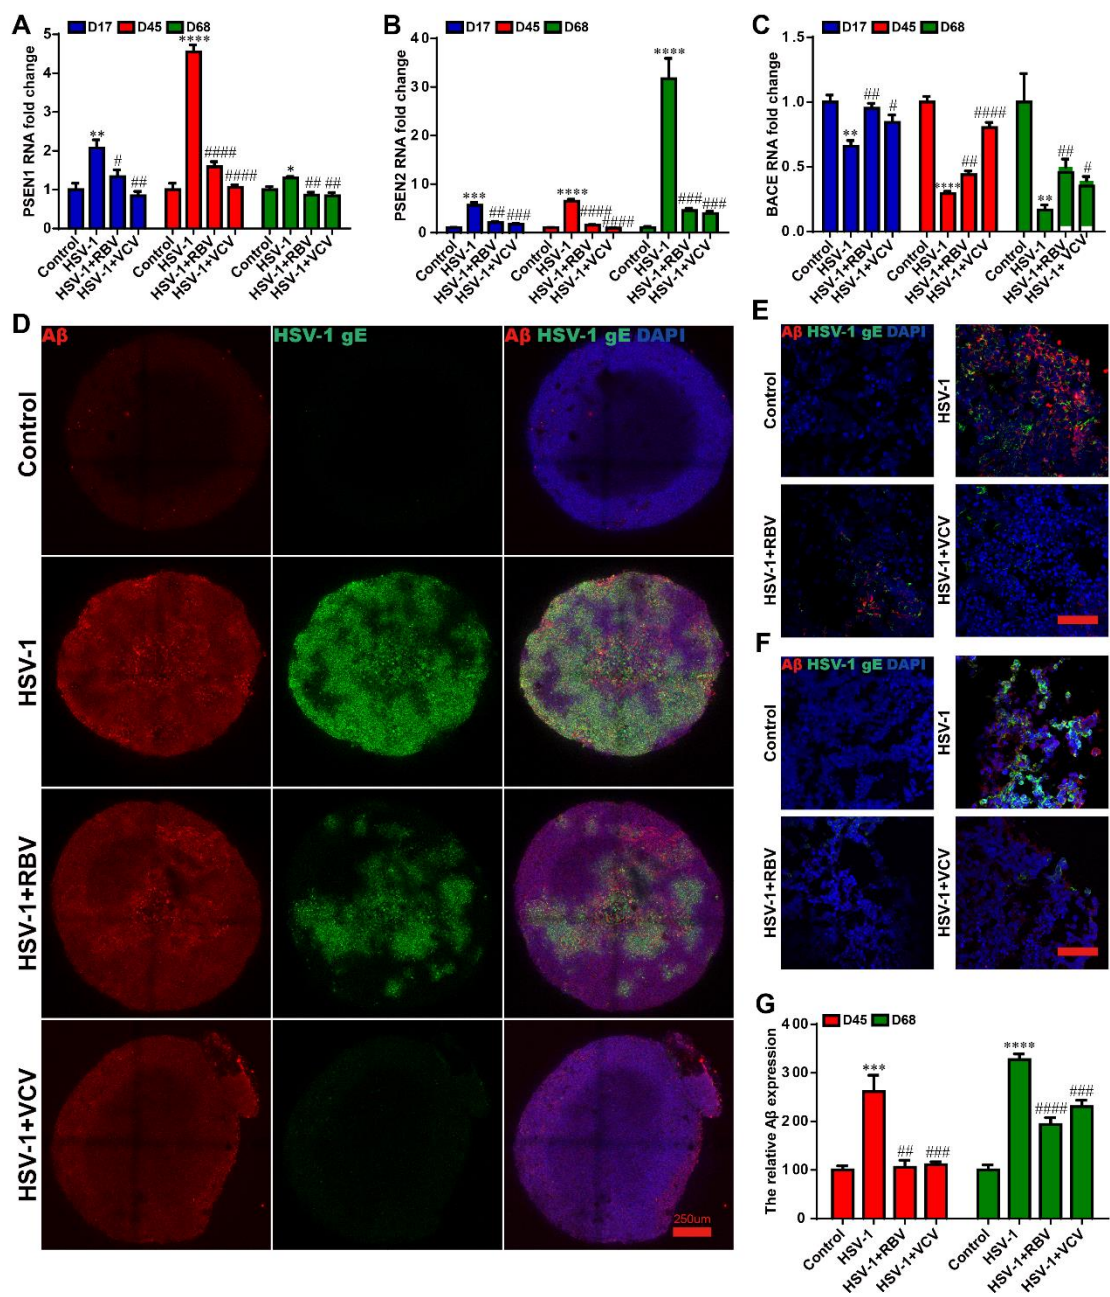 A
D17 D45 D68
PSEN1 RNA fold change
5
4
3
2
1
0
**
#
##
****
####
####
*
##
##
Control
HSV-1
HSV-1+RBV
HSV-1+VCV
Control
HSV-1
HSV-1+RBV
HSV-1+VCV
Control
HSV-1
HSV-1+RBV
HSV-1+VCV
B
D17 D45 D68
PSEN2 RNA fold change
40
30
20
10
0
***
##
###
****
####
####
****
###
###
Control
HSV-1
HSV-1+RBV
HSV-1+VCV
Control
HSV-1
HSV-1+RBV
HSV-1+VCV
Control
HSV-1
HSV-1+RBV
HSV-1+VCV
C
D17 D45 D68
BACE RNA fold change
1.5
1.0
0.5
0.0
**
##
#
****
##
####
**
##
#
Control
HSV-1
HSV-1+RBV
HSV-1+VCV
Control
HSV-1
HSV-1+RBV
HSV-1+VCV
Control
HSV-1
HSV-1+RBV
HSV-1+VCV
D
Aβ
HSV-1 gE
Aβ HSV-1 gE DAPI
Control
HSV-1
HSV-1+RBV
HSV-1+VCV
250um
E
Aβ HSV-1 gE DAPI
Control
HSV-1
HSV-1+RBV
HSV-1+VCV
F
Aβ HSV-1 gE DAPI
Control
HSV-1
HSV-1+RBV
HSV-1+VCV
G
D45 D68
The relative Aβ expression
400
300
200
100
0
***
##
###
****
####
###
Control
HSV-1
HSV-1+RBV
HSV-1+VCV
Control
HSV-1
HSV-1+RBV
HSV-1+VCV